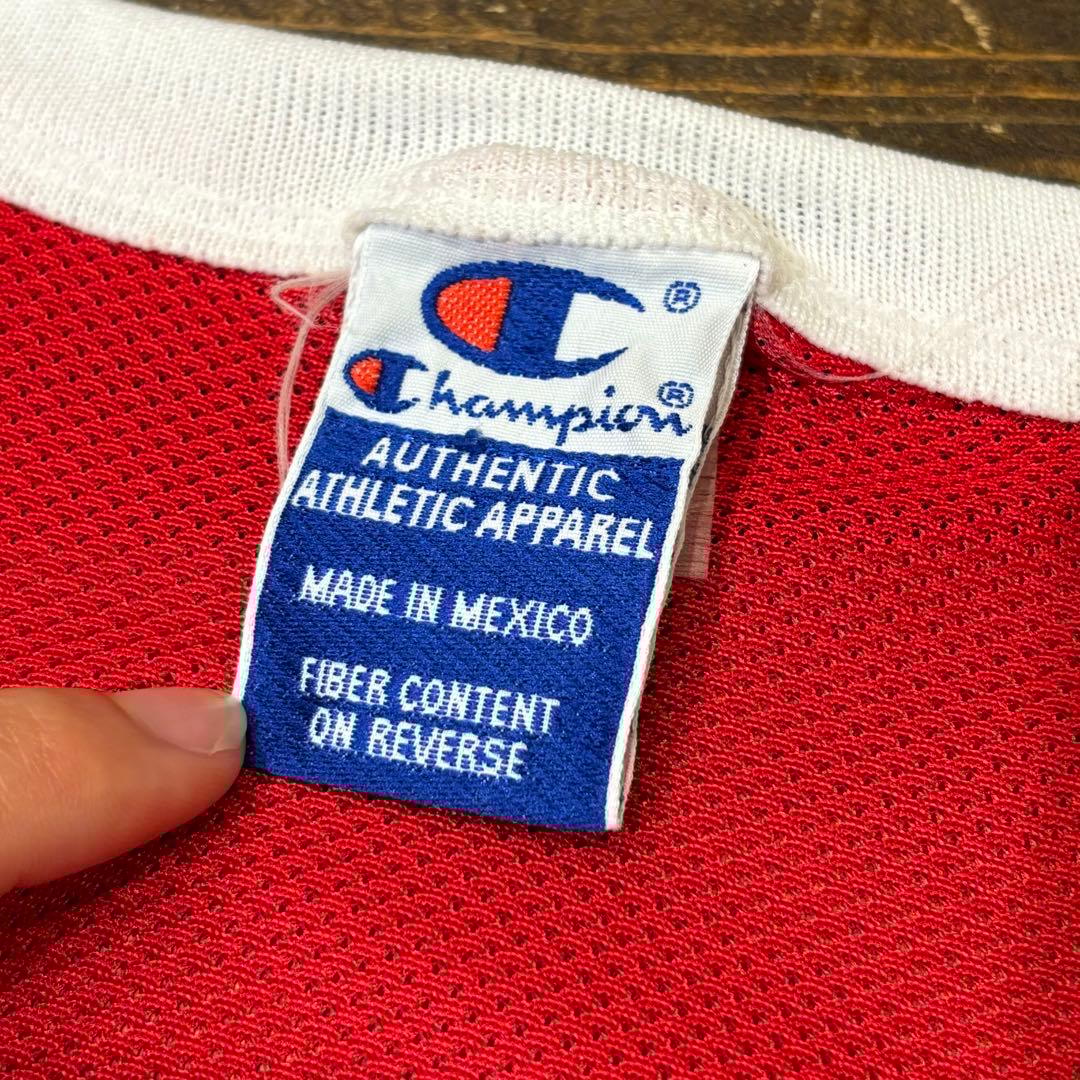 ®
Champion®
AUTHENTIC
ATHLETIC APPAREL
MADE IN MEXICO
FIBER CONTENT
ON REVERSE